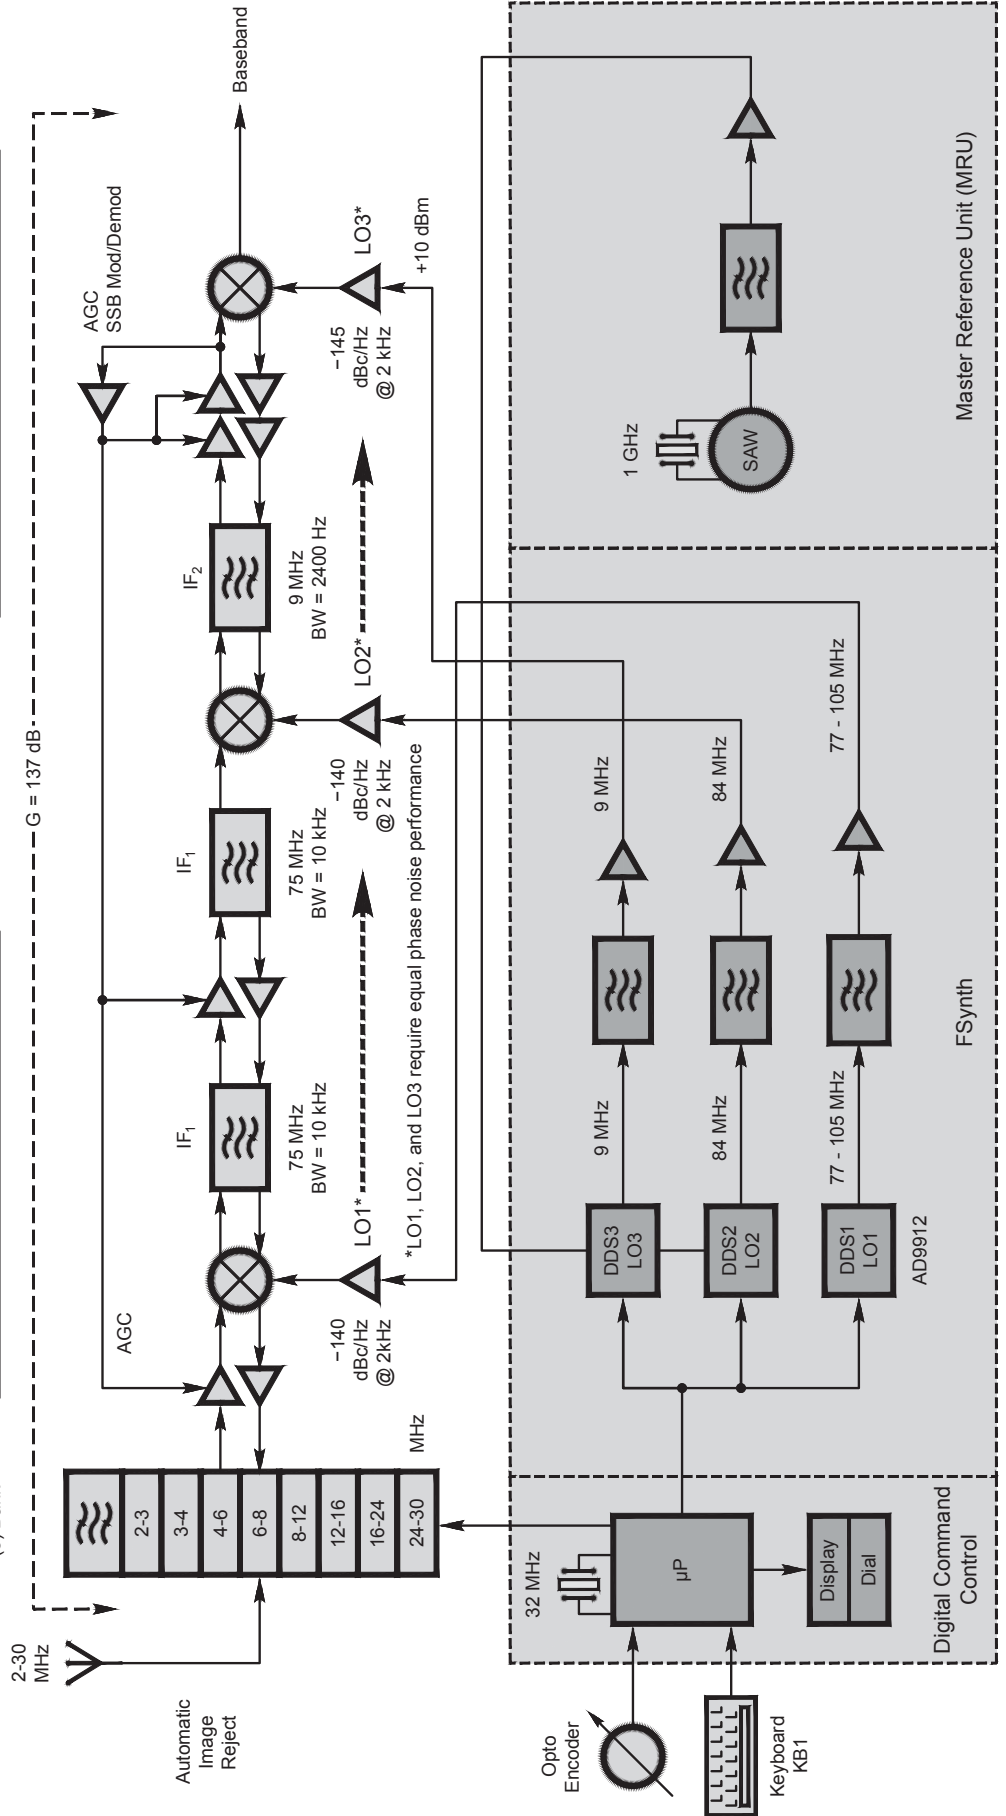 2-30
MHz
Automatic
Image
Reject
G = 137 dB
2-3
3-4
4-6
6-8
8-12
12-16
16-24
24-30
MHz
AGC
IF1
75 MHz
BW = 10 kHz
IF1
75 MHz
BW = 10 kHz
IF2
9 MHz
BW = 2400 Hz
AGC
SSB Mod/Demod
Baseband
−140
dBc/Hz
@ 2kHz
LO1*
−140
dBc/Hz
@ 2 kHz
LO2*
−145
dBc/Hz
@ 2 kHz
LO3*
+10 dBm
*LO1, LO2, and LO3 require equal phase noise performance
Opto
Encoder
Keyboard
KB1
32 MHz
µP
Display
Dial
Digital Command
Control
DDS3
LO3
DDS2
LO2
DDS1
LO1
AD9912
9 MHz
84 MHz
77 - 105 MHz
9 MHz
84 MHz
77 - 105 MHz
FSynth
1 GHz
SAW
Master Reference Unit (MRU)